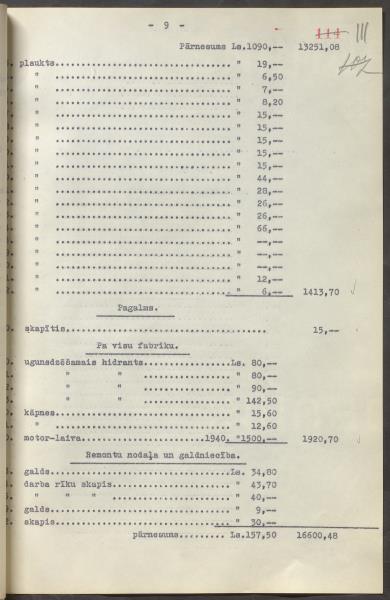 - 9 -
111
Pārnesums Ls.1090,-- 13251,08
plaukts.................................. " 19,--
" .................................. " 6,50
" .................................. " 7,--
" .................................. " 8,20
" .................................. " 15,--
" .................................. " 15,--
" .................................. " 15,--
" .................................. " 15,--
" .................................. " 15,--
" .................................. " 44,--
" .................................. " 28,--
" .................................. " 26,--
" .................................. " 26,--
" .................................. " 66,--
" .................................. " --,--
" .................................. " --,--
" .................................. " --,--
" .................................. " 12,--
" .................................. " 6,-- 1413,70
Pagalms.
skapītis....................................... 15,--
Pa visu fabriku.
ugunsdzēšamais hidrants.................Ls. 80,--
" " ................. " 80,--
" " ................. " 90,--
" " ................. " 142,50
kāpnes.................................. " 15,60
" .................................. " 12,60
motor-laiva........................1940. "1500,-- 1920,70
Remontu nodaļa un galdniecība.
galds...................................Ls. 34,80
darba rīku skapis....................... " 43,70
" " " ....................... " 40,--
galds................................... " 9,--
skapis.................................. " 30,--
pārnesums.........Ls.157,50 16600,48